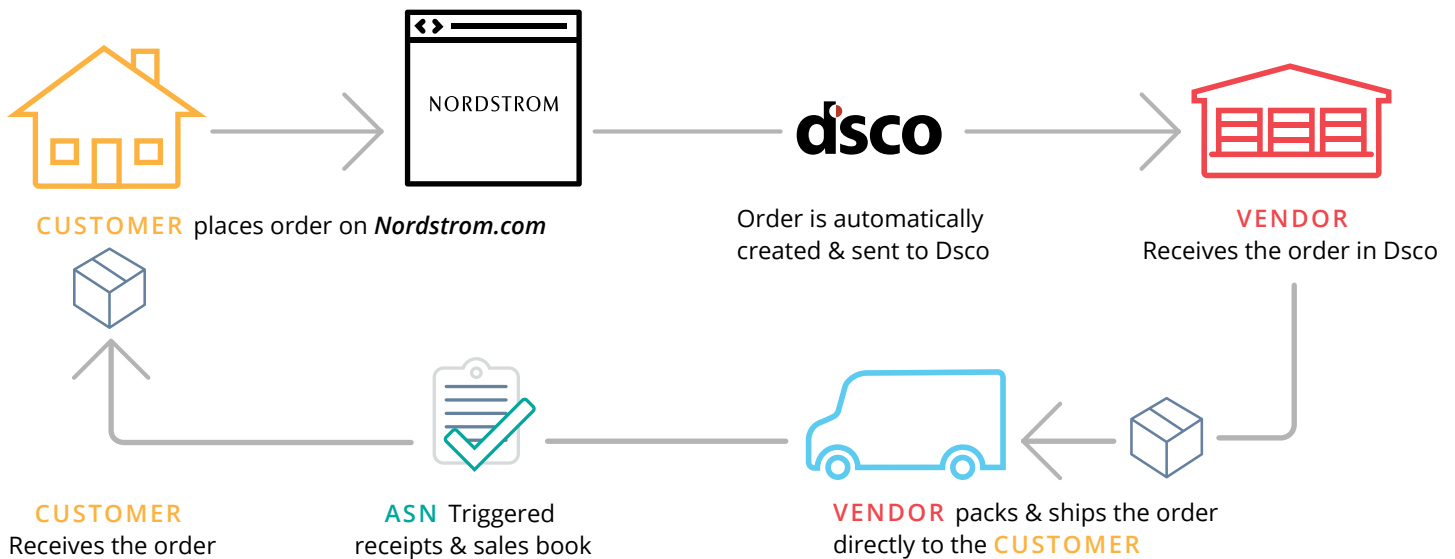 NORDSTROM
dsco
CUSTOMER places order on Nordstrom.com
Order is automatically
created & sent to Dsco
VENDOR
Receives the order in Dsco
CUSTOMER
Receives the order
ASN Triggered
receipts & sales book
VENDOR packs & ships the order
directly to the CUSTOMER